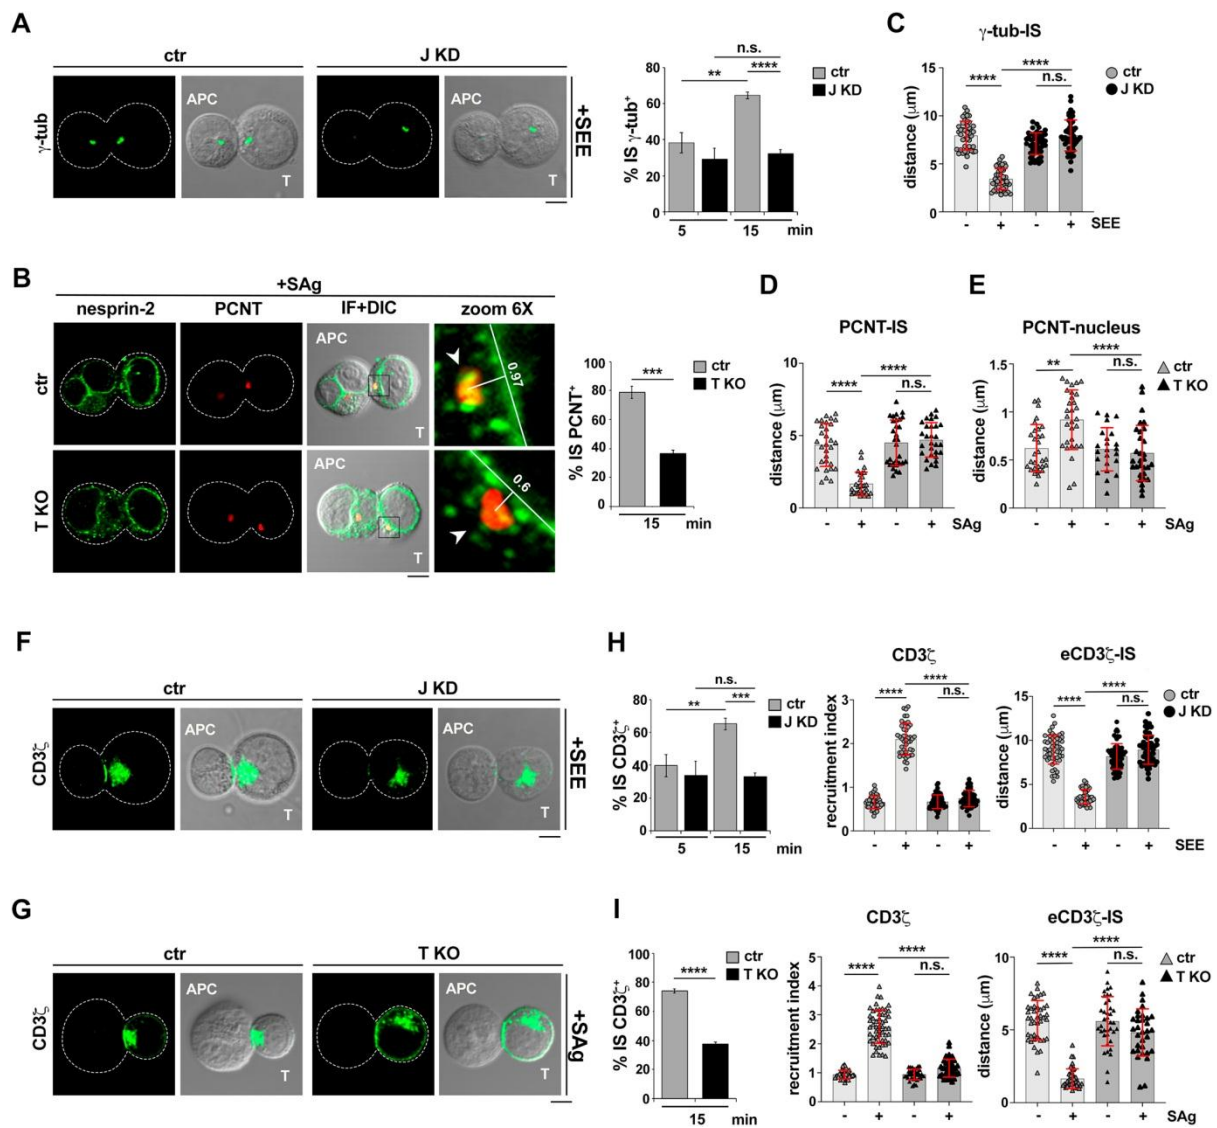 A
ctr
J KD
γ-tub
APC
T
APC
T
+SEE
% IS γ-tub⁺
80
60
40
20
0
n.s.
**
****
ctr
J KD
5
15
min
C
γ-tub-IS
distance (μm)
15
10
5
0
****
****
n.s.
ctr
J KD
-
+
-
+
SEE
B
+SAg
nesprin-2
PCNT
IF+DIC
zoom 6X
ctr
APC
T
0.97
T KO
APC
T
0.6
% IS PCNT⁺
100
80
60
40
20
0
***
ctr
T KO
15
min
D
PCNT-IS
distance (μm)
10
5
0
****
****
n.s.
-
+
-
+
SAg
E
PCNT-nucleus
distance (μm)
1.5
1
0.5
0
**
****
n.s.
ctr
T KO
-
+
-
+
SAg
F
ctr
J KD
CD3ζ
APC
T
APC
T
+SEE
H
% IS CD3ζ⁺
80
60
40
20
0
n.s.
**
***
ctr
J KD
5
15
min
CD3ζ
recruitment index
3
2
1
0
****
****
n.s.
-
+
-
+
eCD3ζ-IS
distance (μm)
15
10
5
0
****
****
n.s.
ctr
J KD
-
+
-
+
SEE
G
ctr
T KO
CD3ζ
APC
T
APC
T
+SAg
I
% IS CD3ζ⁺
100
80
60
40
20
0
****
ctr
T KO
15
min
CD3ζ
recruitment index
5
4
3
2
1
0
****
****
n.s.
-
+
-
+
eCD3ζ-IS
distance (μm)
10
5
0
****
****
n.s.
ctr
T KO
-
+
-
+
SAg